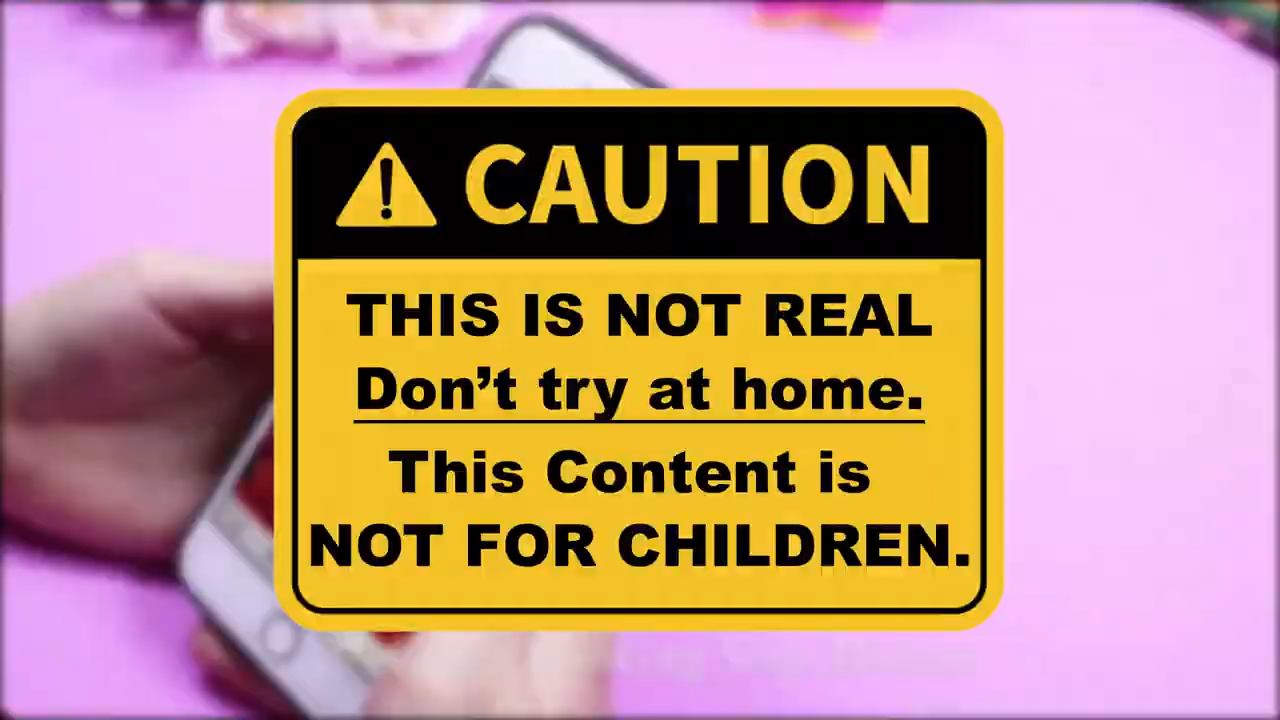 CAUTION
THIS IS NOT REAL
Don't try at home.
This Content is
NOT FOR CHILDREN.